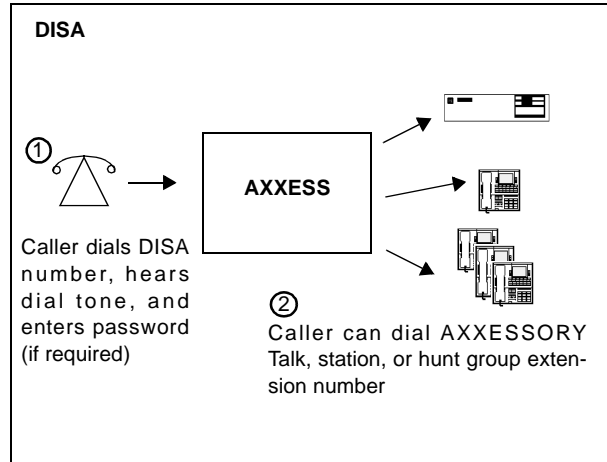 DISA
1
AXXESS
Caller dials DISA
number, hears
dial tone, and
enters password
(if required)
2
Caller can dial AXXESSORY
Talk, station, or hunt group exten-
sion number